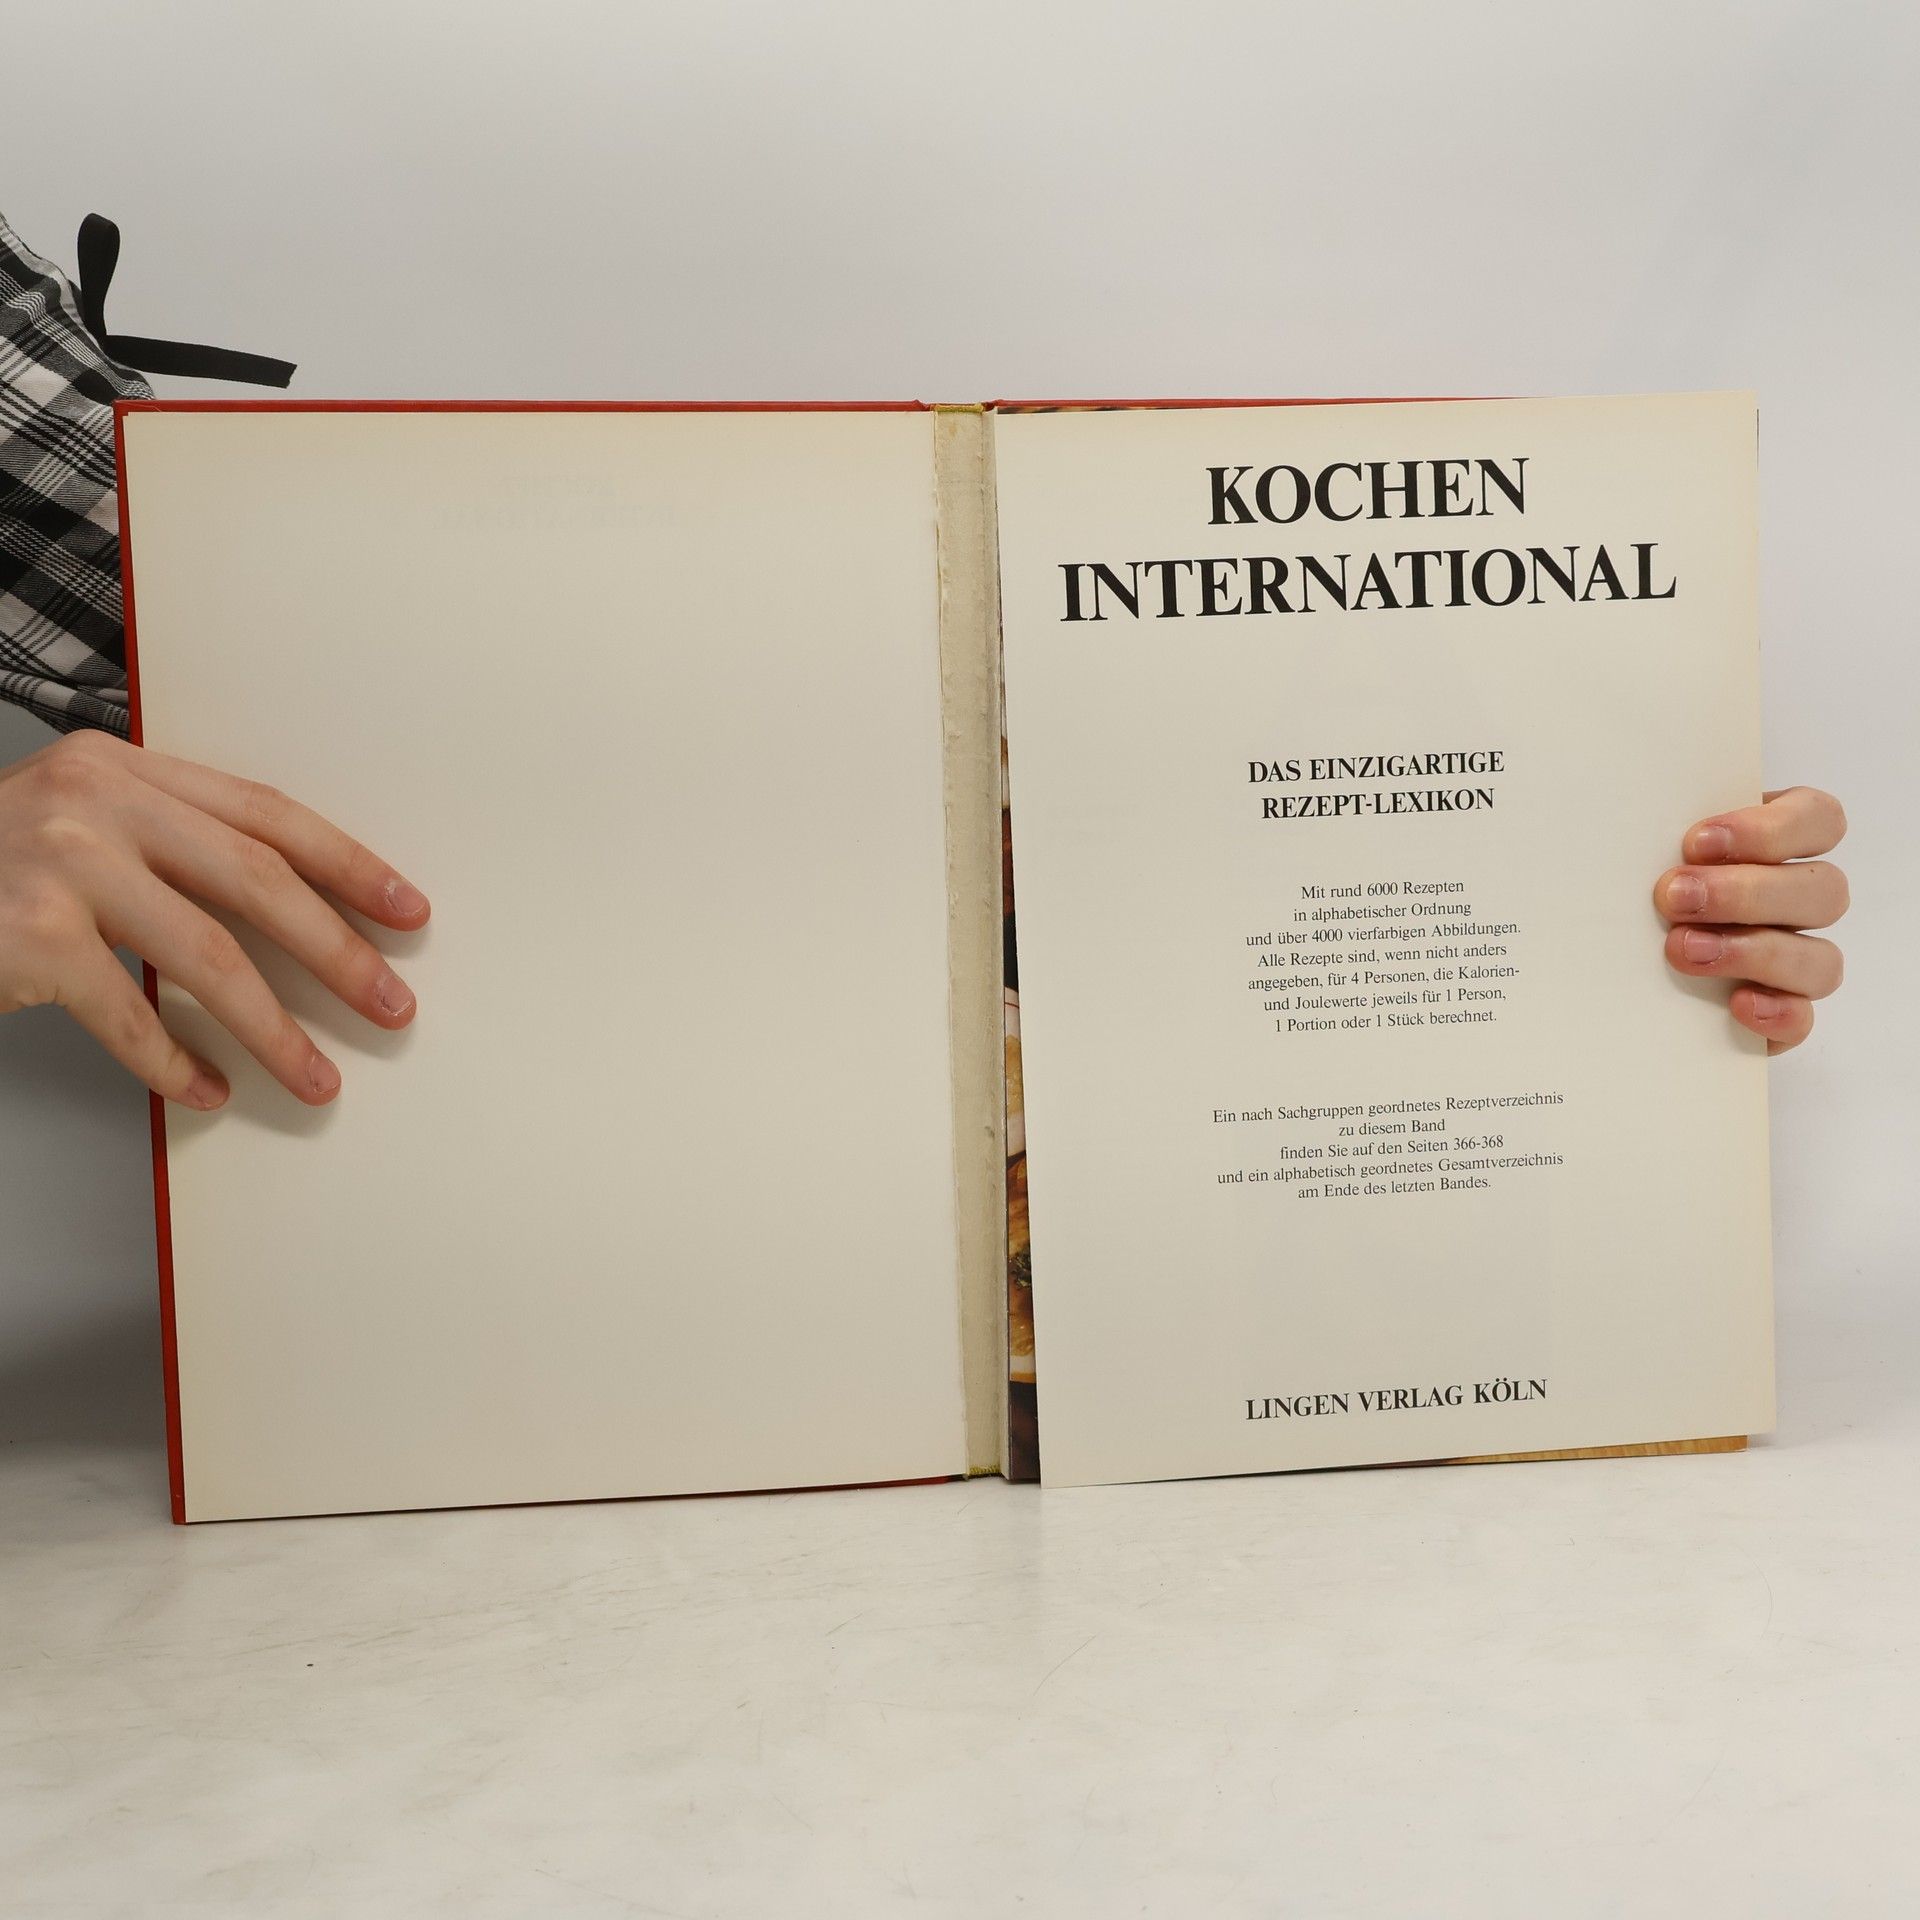 KOCHEN
INTERNATIONAL
DAS EINZIGARTIGE
REZEPT-LEXIKON
Mit rund 6000 Rezepten
in alphabetischer Ordnung
und über 4000 vierfarbigen Abbildungen.
Alle Rezepte sind, wenn nicht anders
angegeben, für 4 Personen, die Kalorien-
und Joulewerte jeweils für 1 Person,
1 Portion oder 1 Stück berechnet.
Ein nach Sachgruppen geordnetes Rezeptverzeichnis
zu diesem Band
finden Sie auf den Seiten 366-368
und ein alphabetisch geordnetes Gesamtverzeichnis
am Ende des letzten Bandes.
LINGEN VERLAG KÖLN